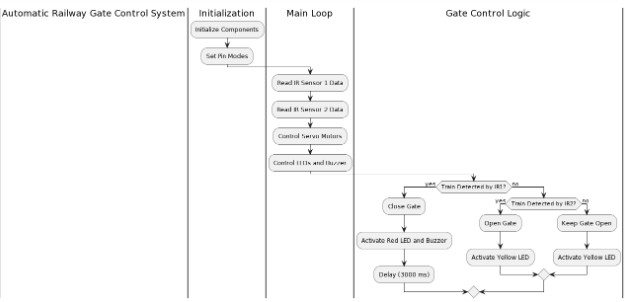 Automatic Railway Gate Control System
Initialization
Main Loop
Gate Control Logic
Initialize Components
Set Pin Modes
Read IR Sensor 1 Data
Read IR Sensor 2 Data
Control Servo Motors
Control LEDs and Buzzer
yes
Train Detected by IR1?
no
Close Gate
yes
Train Detected by IR2?
no
Open Gate
Keep Gate Open
Activate Red LED and Buzzer
Activate Yellow LED
Activate Yellow LED
Delay (3000 ms)